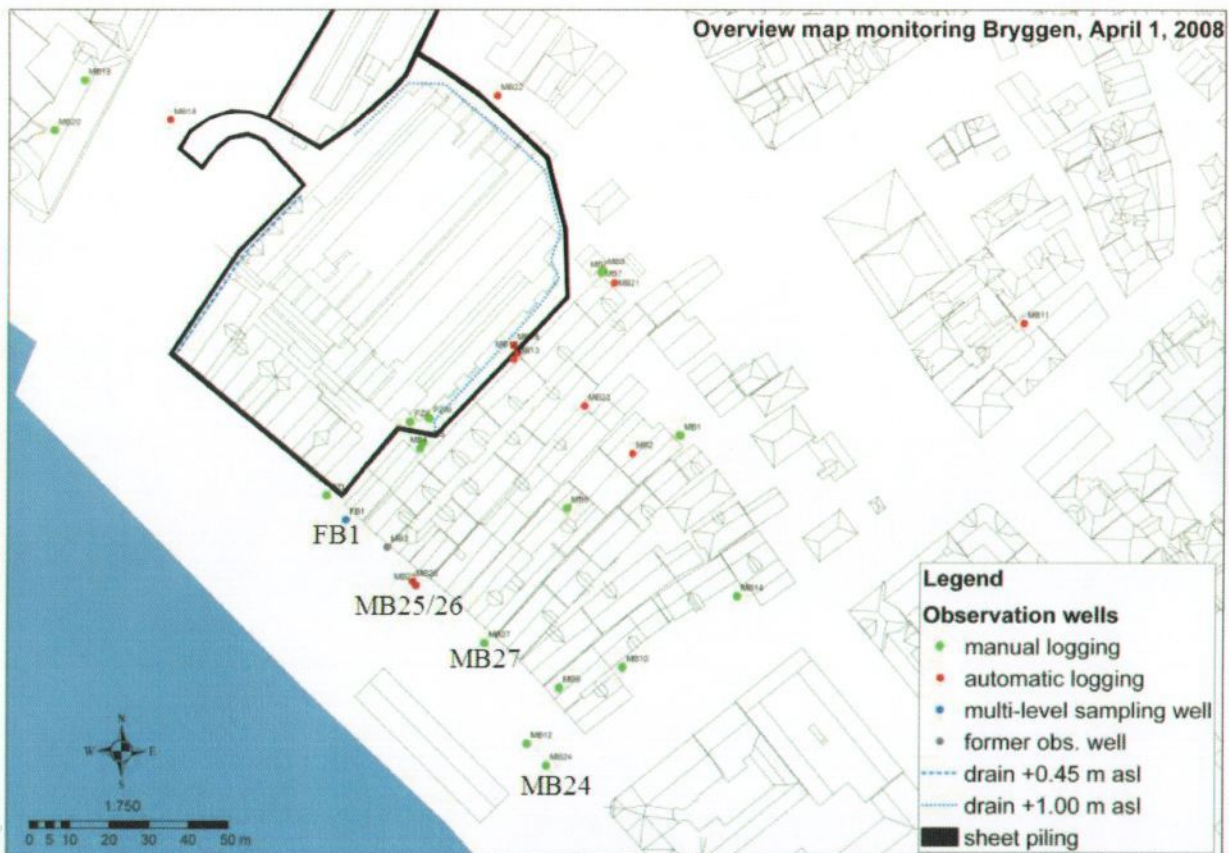 Overview map monitoring Bryggen, April 1, 2008
MB22
MB20
MB21
MB11
MB1
MB2
FB1
FB1
MB25/26
MB27
MB27
MB14
MB10
MB12
MB24
MB24
N
W E
S
1:750
0 5 10 20 30 40 50 m
Legend
Observation wells
manual logging
automatic logging
multi-level sampling well
former obs. well
drain +0.45 m asl
drain +1.00 m asl
sheet piling